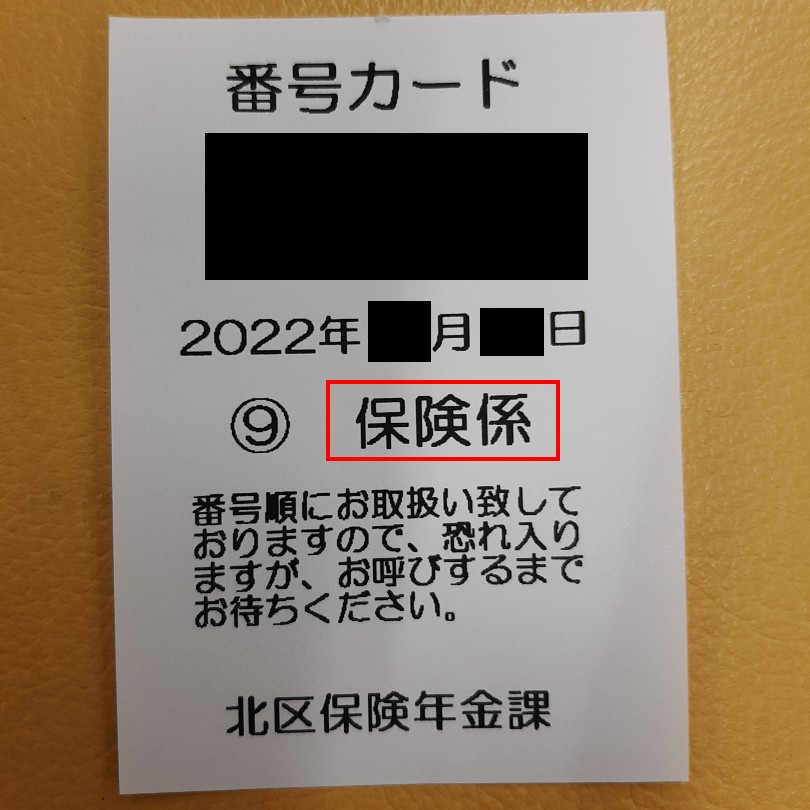 番号カード
2022年 月 日
⑨ 保険係
番号順にお取扱い致して
おりますので、恐れ入り
ますが、お呼びするまで
お待ちください。
北区保険年金課